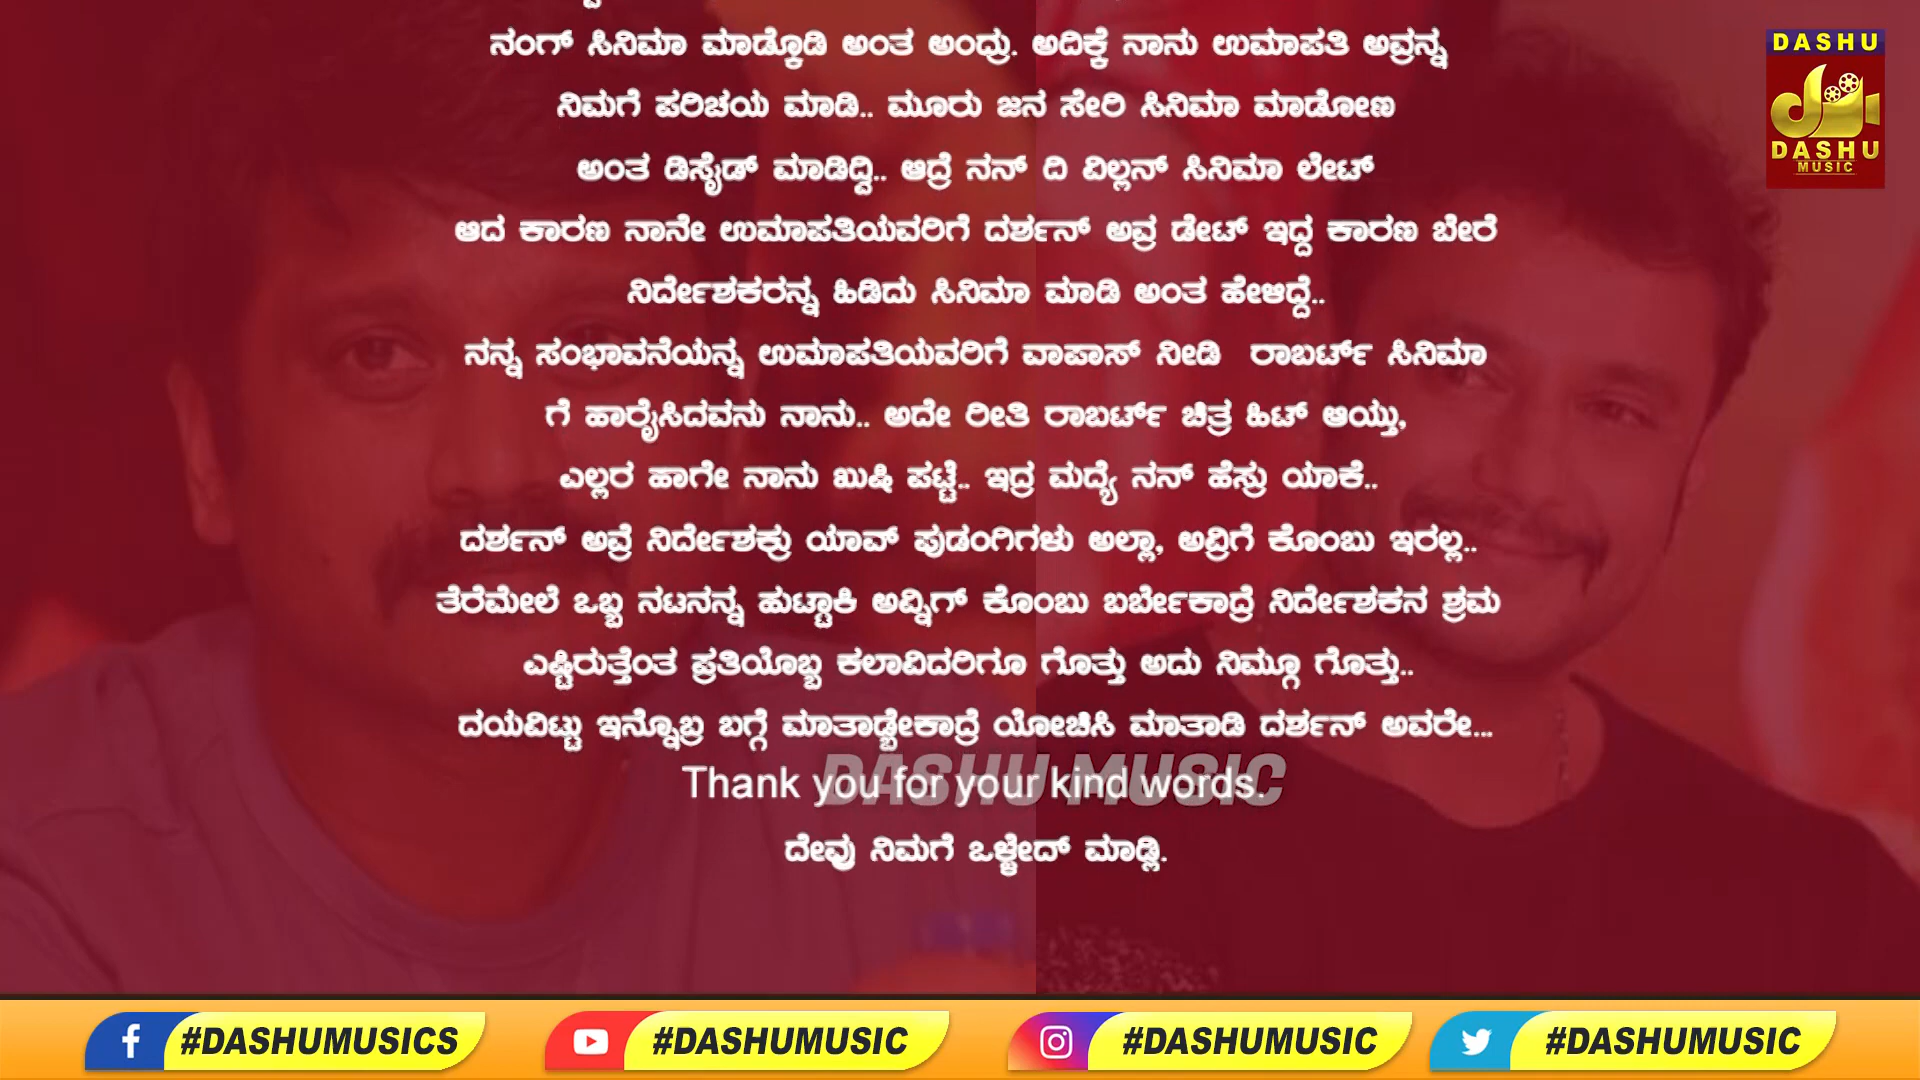 ನಂಗ್ ಸಿನಿಮಾ ಮಾಡ್ಕೊಡಿ ಅಂತ ಅಂದ್ರು. ಅದಿಕ್ಕೆ ನಾನು ಉಮಾಪತಿ ಅವ್ರನ್ನ
ನಿಮಗೆ ಪರಿಚಯ ಮಾಡಿ.. ಮೂರು ಜನ ಸೇರಿ ಸಿನಿಮಾ ಮಾಡೋಣ
ಅಂತ ಡಿಸೈಡ್ ಮಾಡಿದ್ವಿ.. ಆದ್ರೆ ನನ್ ದಿ ವಿಲ್ಲನ್ ಸಿನಿಮಾ ಲೇಟ್
ಆದ ಕಾರಣ ನಾನೇ ಉಮಾಪತಿಯವರಿಗೆ ದರ್ಶನ್ ಅವ್ರ ಡೇಟ್ ಇದ್ದ ಕಾರಣ ಬೇರೆ
ನಿರ್ದೇಶಕರನ್ನ ಹಿಡಿದು ಸಿನಿಮಾ ಮಾಡಿ ಅಂತ ಹೇಳಿದ್ದೆ..
ನನ್ನ ಸಂಭಾವನೆಯನ್ನ ಉಮಾಪತಿಯವರಿಗೆ ವಾಪಾಸ್ ನೀಡಿ ರಾಬರ್ಟ್ ಸಿನಿಮಾ
ಗೆ ಹಾರೈಸಿದವನು ನಾನು.. ಅದೇ ರೀತಿ ರಾಬರ್ಟ್ ಚಿತ್ರ ಹಿಟ್ ಆಯ್ತು,
ಎಲ್ಲರ ಹಾಗೇ ನಾನು ಖುಷಿ ಪಟ್ಟೆ.. ಇದ್ರ ಮದ್ಯೆ ನನ್ ಹೆಸ್ರು ಯಾಕೆ..
ದರ್ಶನ್ ಅವ್ರೆ ನಿರ್ದೇಶಕ್ರು ಯಾವ್ ಪುಡಂಗಿಗಳು ಅಲ್ಲಾ, ಅವ್ರಿಗೆ ಕೊಂಬು ಇರಲ್ಲ..
ತೆರೆಮೇಲೆ ಒಬ್ಬ ನಟನನ್ನ ಹುಟ್ಟಾಕಿ ಅವ್ನಿಗ್ ಕೊಂಬು ಬರ್ಬೇಕಾದ್ರೆ ನಿರ್ದೇಶಕನ ಶ್ರಮ
ಎಷ್ಟಿರುತ್ತೆಂತ ಪ್ರತಿಯೊಬ್ಬ ಕಲಾವಿದರಿಗೂ ಗೊತ್ತು ಅದು ನಿಮ್ಗೂ ಗೊತ್ತು..
ದಯವಿಟ್ಟು ಇನ್ನೊಬ್ರ ಬಗ್ಗೆ ಮಾತಾಡ್ಬೇಕಾದ್ರೆ ಯೋಚಿಸಿ ಮಾತಾಡಿ ದರ್ಶನ್ ಅವರೇ...
Thank you for your kind words.
ದೇವ್ರು ನಿಮಗೆ ಒಳ್ಳೇದ್ ಮಾಡ್ಲಿ.
DASHU MUSIC
DASHU
DASHU
MUSIC
#DASHUMUSICS #DASHUMUSIC #DASHUMUSIC #DASHUMUSIC